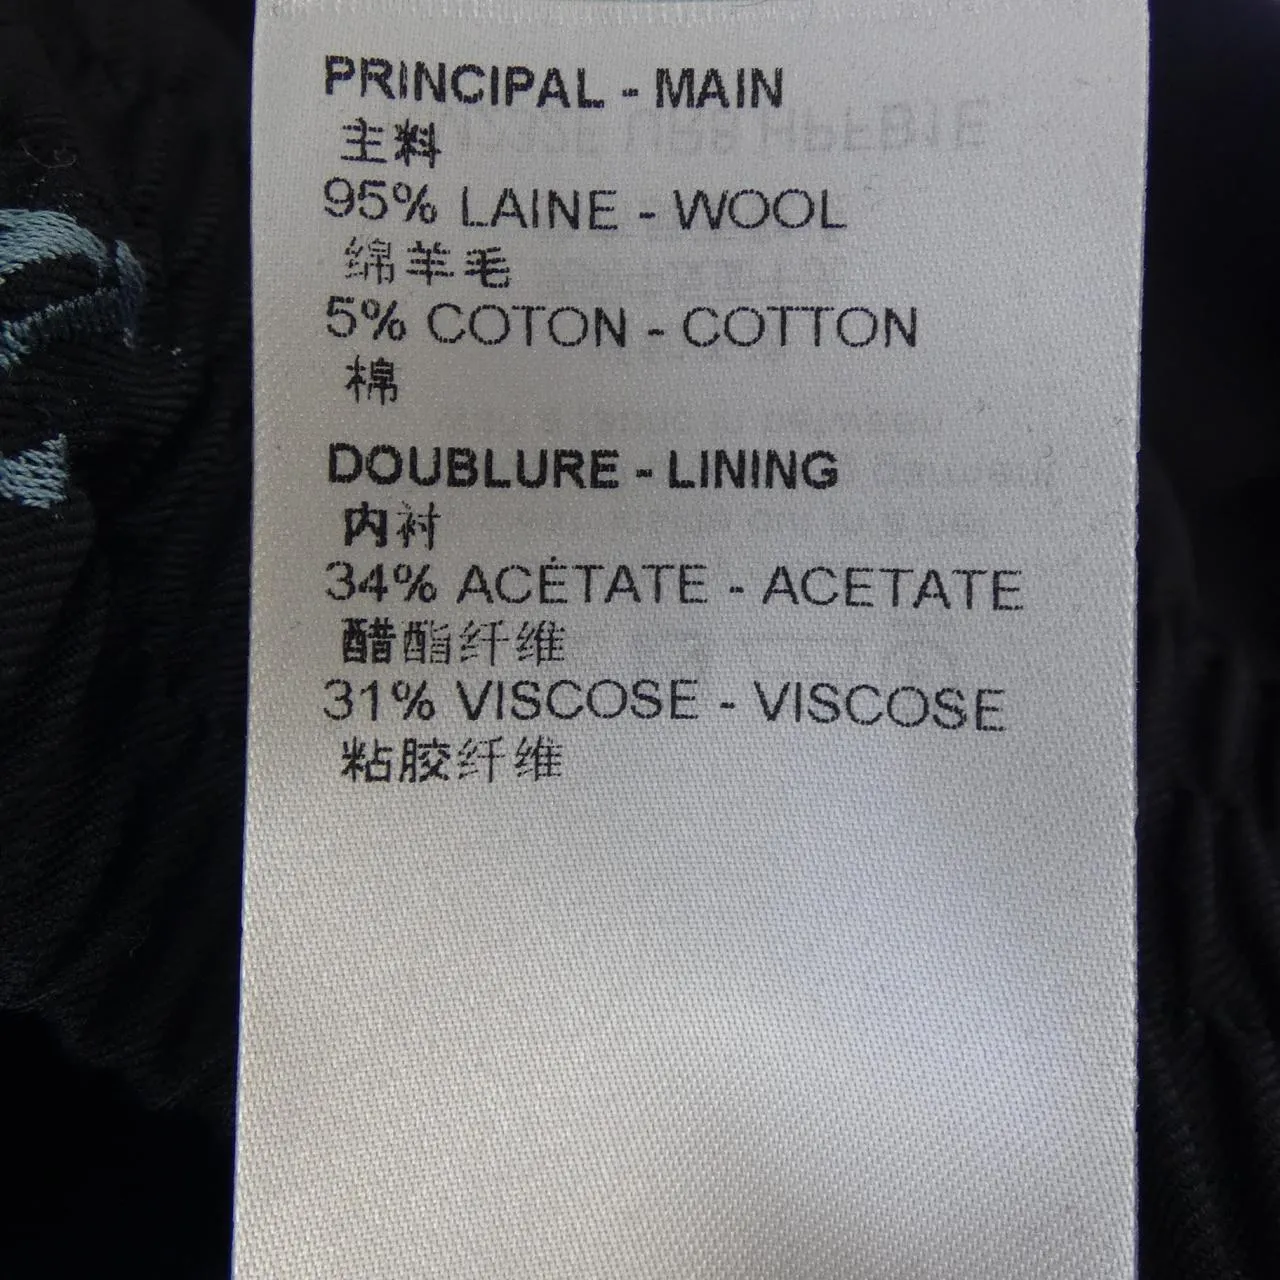 PRINCIPAL - MAIN
主料
95% LAINE - WOOL
绵羊毛
5% COTON - COTTON
棉
DOUBLURE - LINING
内衬
34% ACÉTATE - ACETATE
醋酯纤维
31% VISCOSE - VISCOSE
粘胶纤维